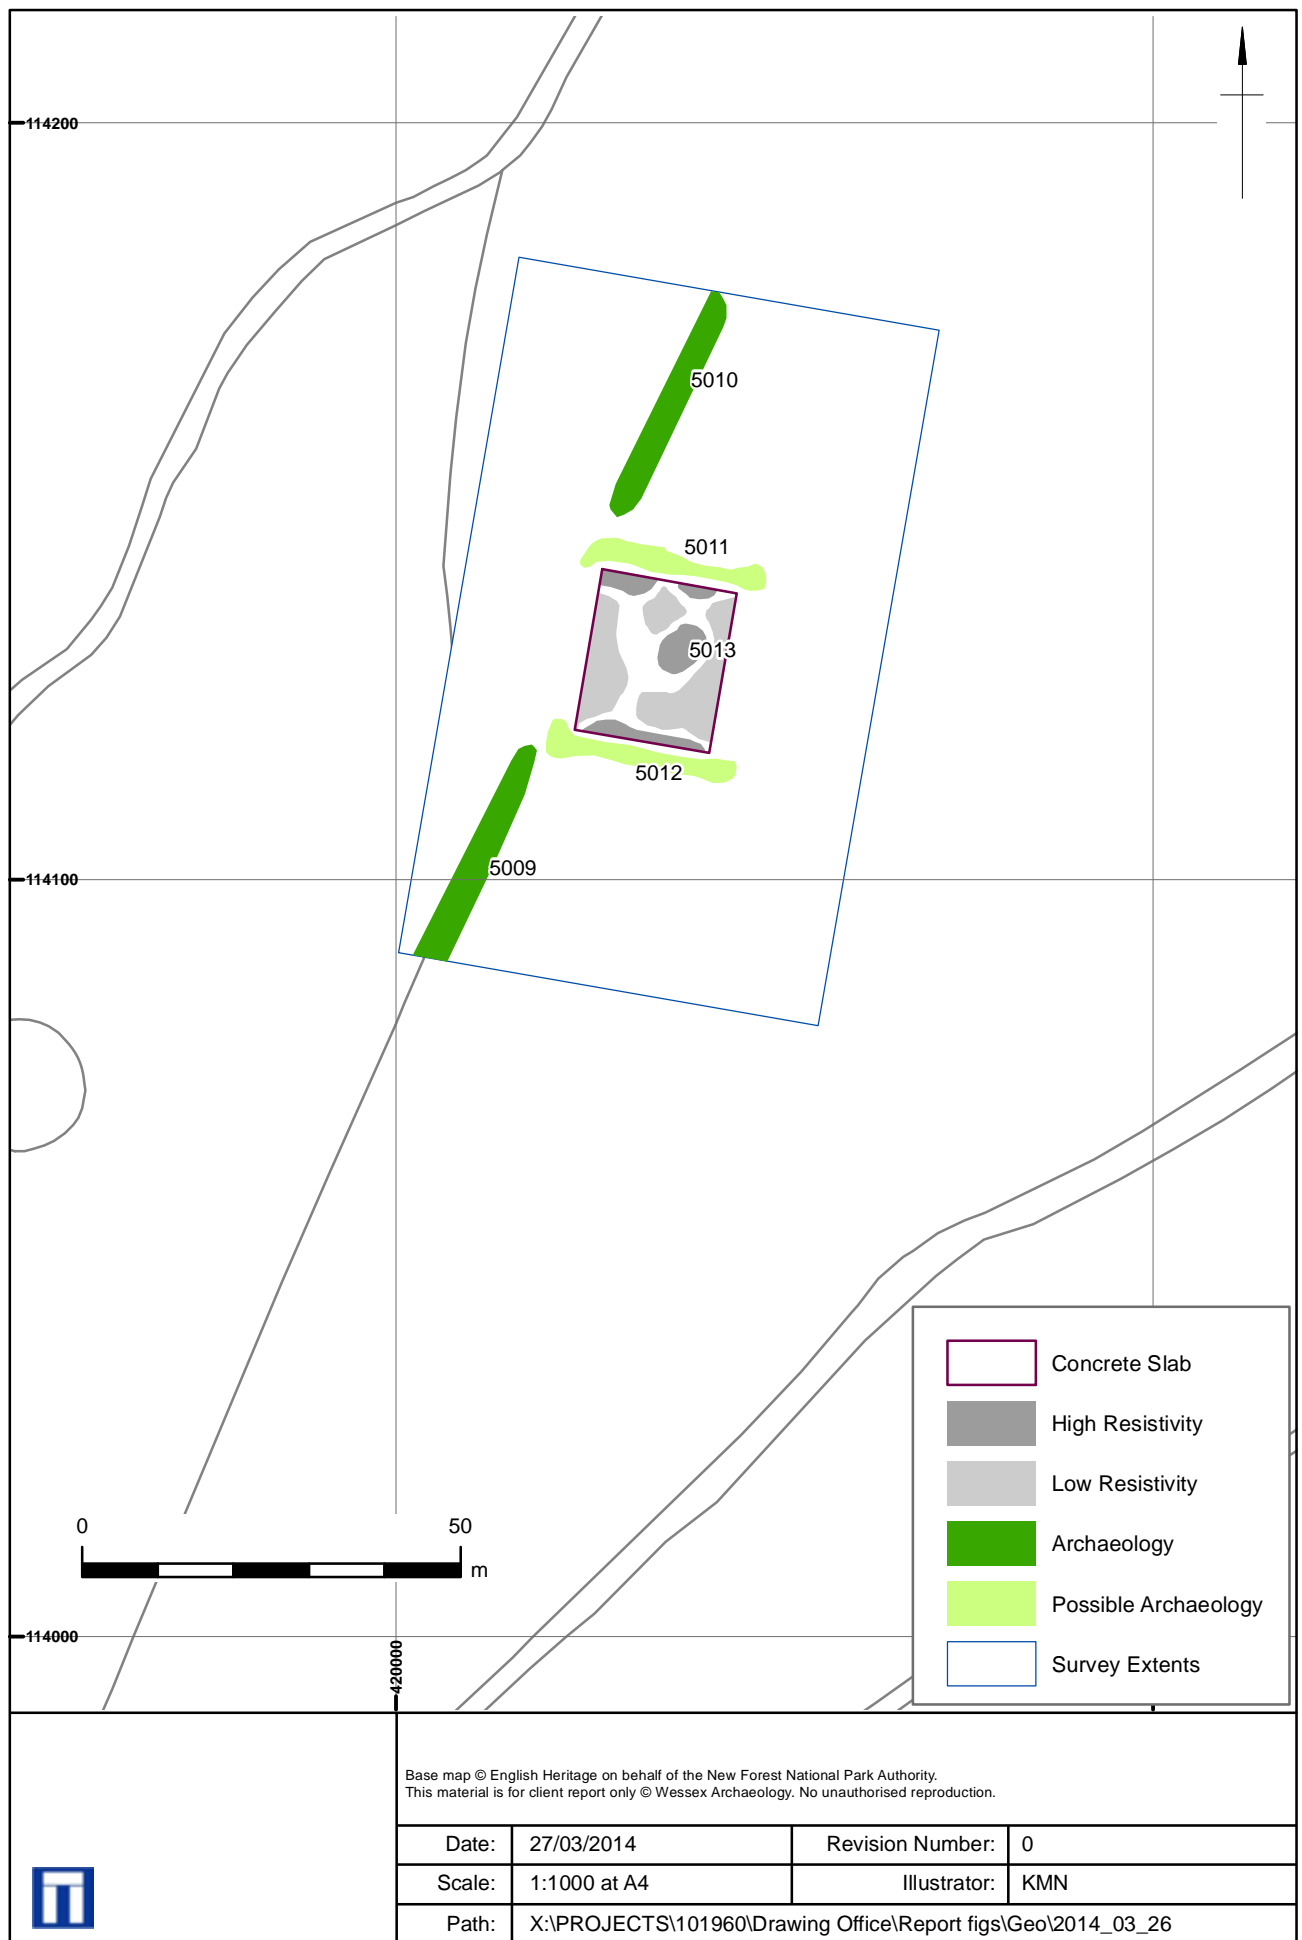 114200
5010
5011
5013
5012
5009
114100
Concrete Slab
High Resistivity
Low Resistivity
Archaeology
Possible Archaeology
Survey Extents
0 50
m
114000
420000
Base map © English Heritage on behalf of the New Forest National Park Authority.
This material is for client report only © Wessex Archaeology. No unauthorised reproduction.
Date: 27/03/2014 Revision Number: 0
Scale: 1:1000 at A4 Illustrator: KMN
Path: X:\PROJECTS\101960\Drawing Office\Report figs\Geo\2014_03_26